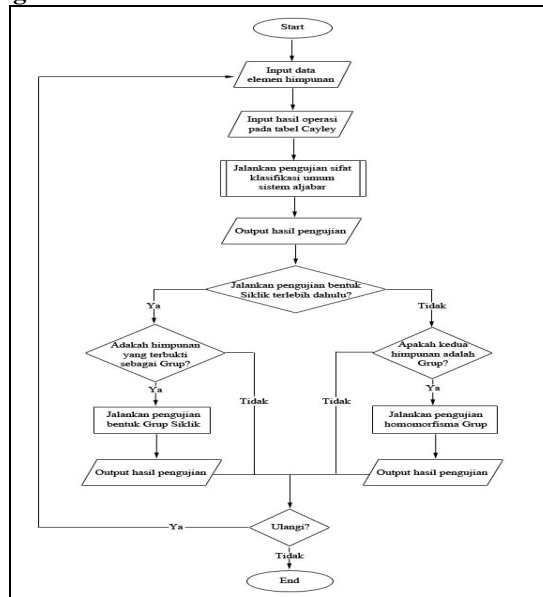 g
Start
Input data
elemen himpunan
Input hasil operasi
pada tabel Cayley
Jalankan pengujian sifat
klasifikasi umum
sistem aljabar
Output hasil pengujian
Jalankan pengujian bentuk
Siklik terlebih dahulu?
Ya
Tidak
Adakah himpunan
yang terbukti
sebagai Grup?
Apakah kedua
himpunan adalah
Grup?
Ya
Tidak
Tidak
Ya
Jalankan pengujian
bentuk Grup Siklik
Jalankan pengujian
homomorfisma Grup
Output hasil pengujian
Output hasil pengujian
Ya
Ulangi?
Tidak
End